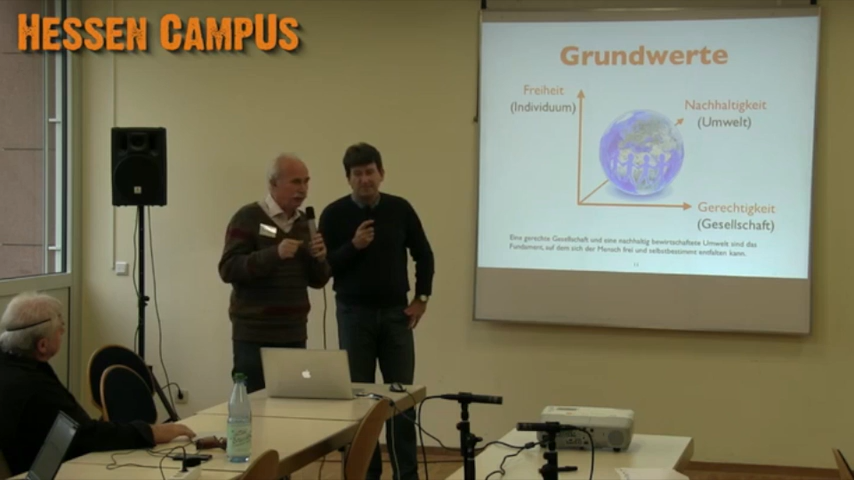 HESSEN CAMPUS
Grundwerte
Freiheit
(Individuum)
Nachhaltigkeit
(Umwelt)
Gerechtigkeit
(Gesellschaft)
Eine gerechte Gesellschaft und eine nachhaltig bewirtschaftete Umwelt sind das
Fundament, auf dem sich der Mensch frei und selbstbestimmt entfalten kann.